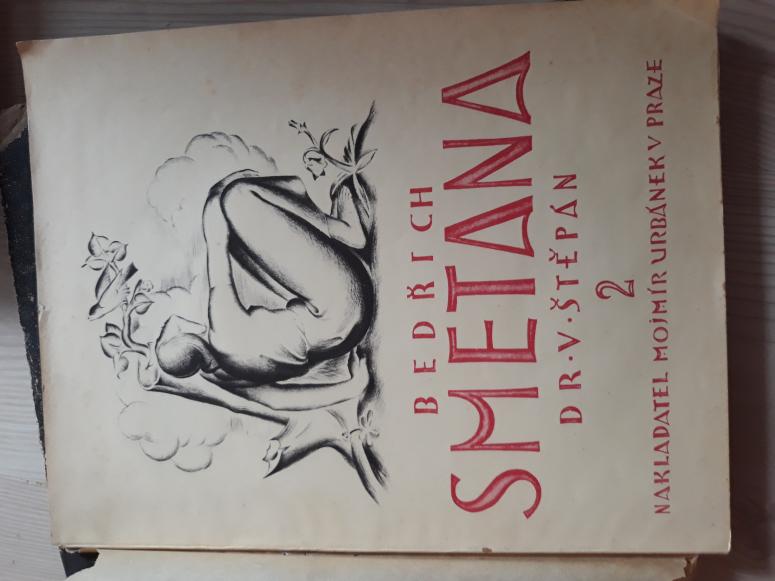 BEDŘICH
SMETANA
DR·V·ŠTĚPÁN
2
NAKLADATEL MOJMÍR URBÁNEK V PRAZE